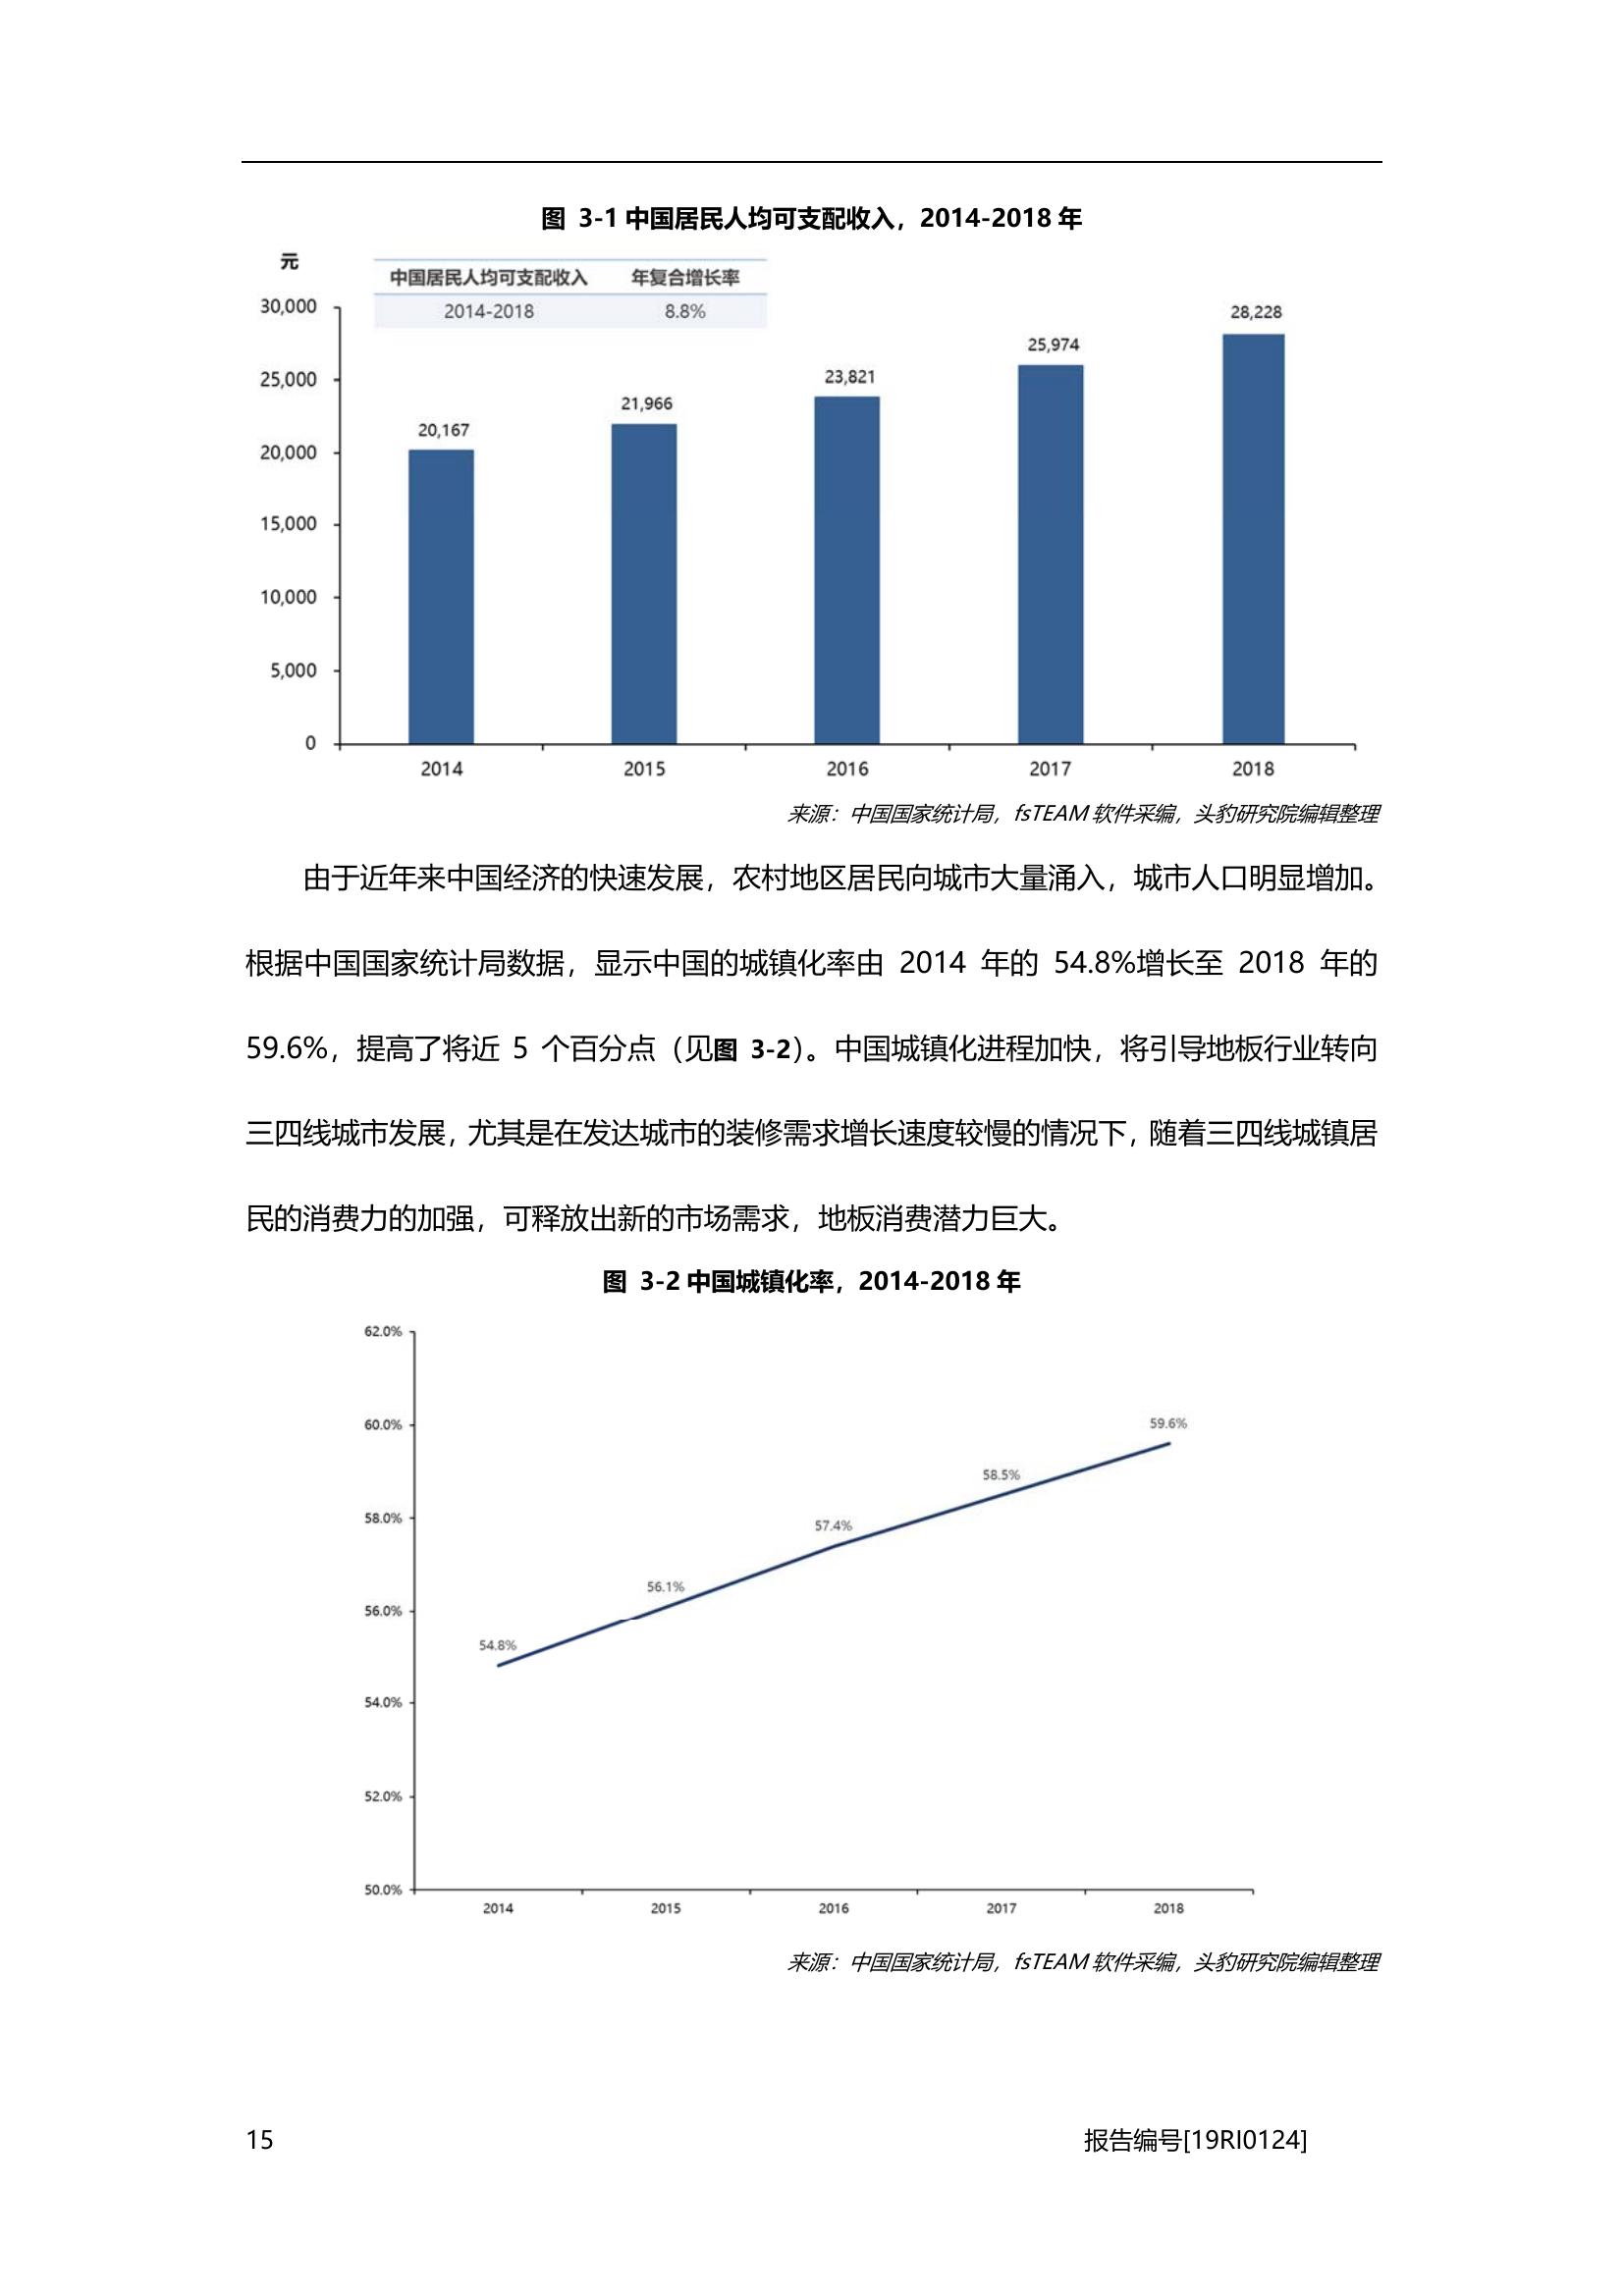 图 3-1 中国居民人均可支配收入，2014-2018 年
元
中国居民人均可支配收入 年复合增长率
2014-2018 8.8%
30,000
25,000
20,000
15,000
10,000
5,000
0
20,167
21,966
23,821
25,974
28,228
2014 2015 2016 2017 2018
来源：中国国家统计局，fsTEAM 软件采编，头豹研究院编辑整理
由于近年来中国经济的快速发展，农村地区居民向城市大量涌入，城市人口明显增加。
根据中国国家统计局数据，显示中国的城镇化率由 2014 年的 54.8%增长至 2018 年的
59.6%，提高了将近 5 个百分点（见图 3-2）。中国城镇化进程加快，将引导地板行业转向
三四线城市发展，尤其是在发达城市的装修需求增长速度较慢的情况下，随着三四线城镇居
民的消费力的加强，可释放出新的市场需求，地板消费潜力巨大。
图 3-2 中国城镇化率，2014-2018 年
62.0%
60.0%
58.0%
56.0%
54.0%
52.0%
50.0%
54.8%
56.1%
57.4%
58.5%
59.6%
2014 2015 2016 2017 2018
来源：中国国家统计局，fsTEAM 软件采编，头豹研究院编辑整理
15 报告编号[19RI0124]